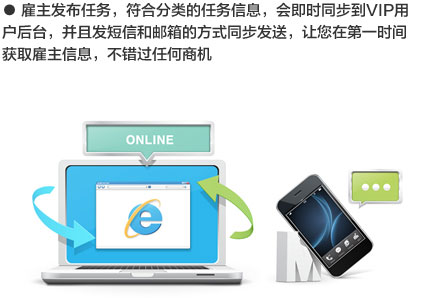 ● 雇主发布任务，符合分类的任务信息，会即时同步到VIP用
户后台，并且发短信和邮箱的方式同步发送，让您在第一时间
获取雇主信息，不错过任何商机
ONLINE